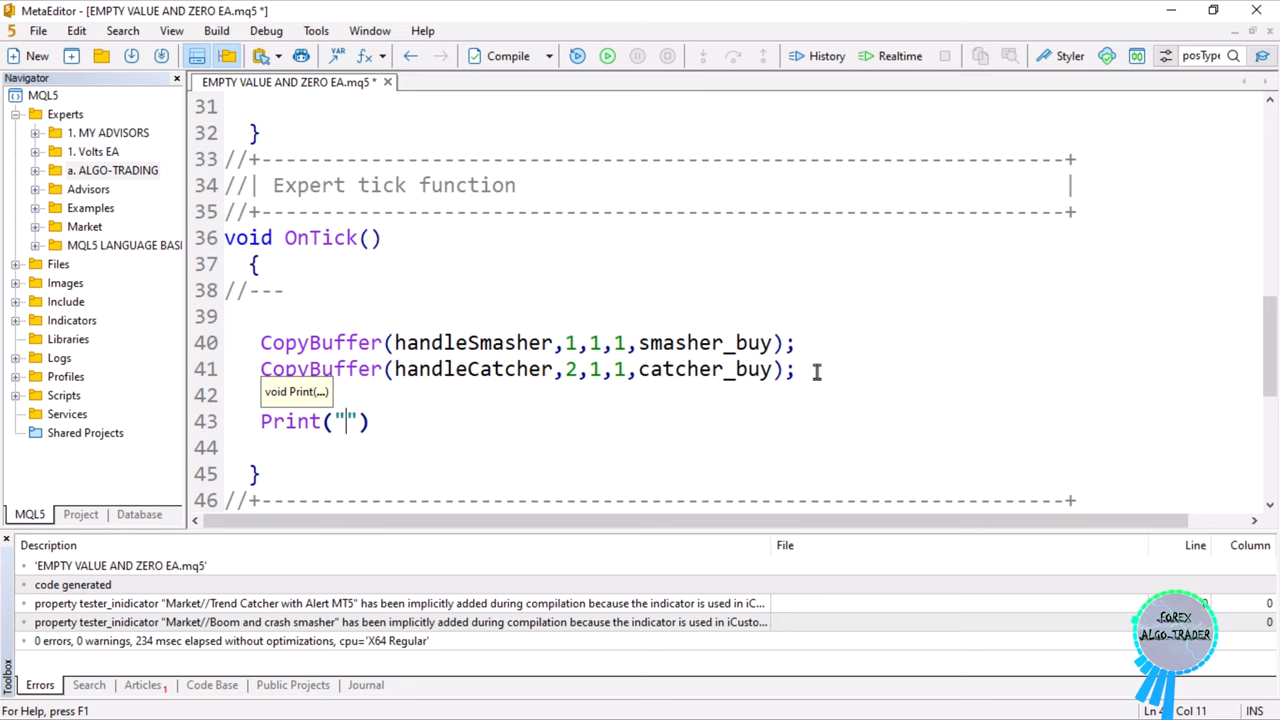 MetaEditor - [EMPTY VALUE AND ZERO EA.mq5 *]
5 File Edit Search View Build Debug Tools Window Help
New Compile History Realtime Styler posType
Navigator
EMPTY VALUE AND ZERO EA.mq5 *
MQL5
Experts
1. MY ADVISORS
1. Volts EA
a. ALGO-TRADING
Advisors
Examples
Market
MQL5 LANGUAGE BASI
Files
Images
Include
Indicators
Libraries
Logs
Profiles
Scripts
Services
Shared Projects
MQL5 Project Database
31
32 }
33 //+------------------------------------------------------------------+
34 //| Expert tick function |
35 //+------------------------------------------------------------------+
36 void OnTick()
37 {
38 //---
39
40 CopyBuffer(handleSmasher,1,1,1,smasher_buy);
41 CopyBuffer(handleCatcher,2,1,1,catcher_buy);
void Print(...)
42
43 Print("")
44
45 }
46 //+------------------------------------------------------------------+
Description File Line Column
'EMPTY VALUE AND ZERO EA.mq5'
code generated
property tester_inidicator "Market//Trend Catcher with Alert MT5" has been implicitly added during compilation because the indicator is used in iC... 0
property tester_inidicator "Market//Boom and crash smasher" has been implicitly added during compilation because the indicator is used in iCusto... 0
0 errors, 0 warnings, 234 msec elapsed without optimizations, cpu='X64 Regular'
Toolbox
Errors Search Articles 1 Code Base Public Projects Journal
FOREX
ALGO-TRADER
For Help, press F1
Col 11 INS